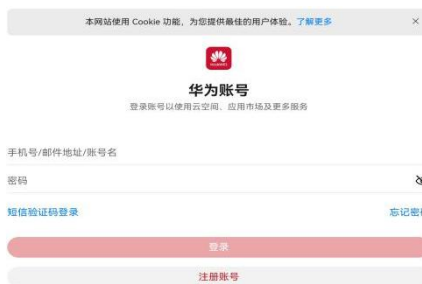 本网站使用 Cookie 功能，为您提供最佳的用户体验。了解更多
华为账号
登录账号以使用云空间、应用市场及更多服务
手机号/邮件地址/账号名
密码
短信验证码登录
忘记密
登录
注册账号